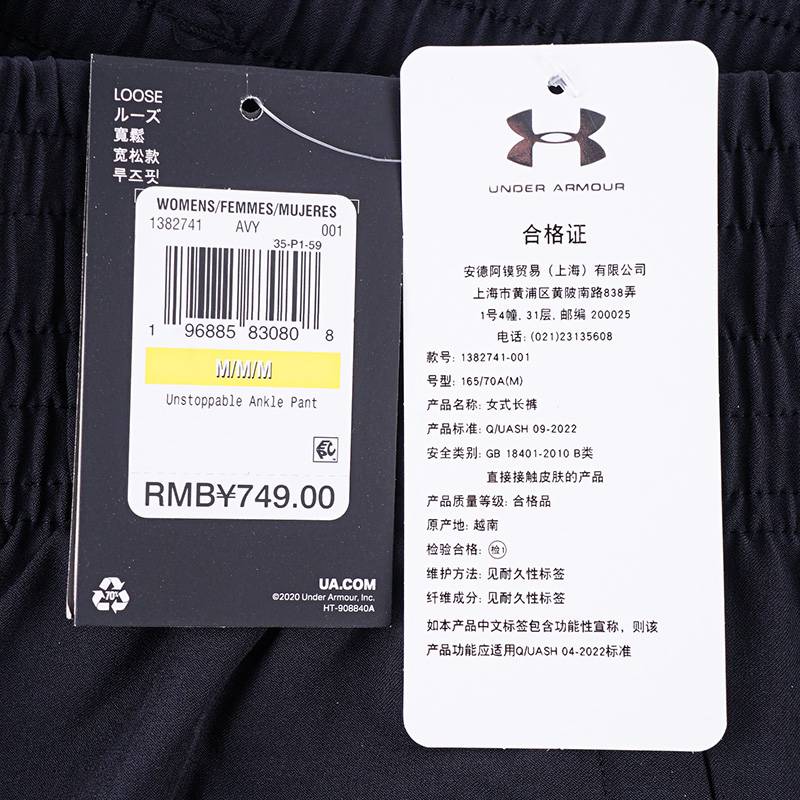 LOOSE
ルーズ
寬鬆
宽松款
루즈핏
WOMENS/FEMMES/MUJERES
1382741 AVY 001
35-P1-59
1 96885 83080 8
M/M/M
Unstoppable Ankle Pant
RMB¥749.00
70%
UA.COM
©2020 Under Armour, Inc.
HT-908840A
UNDER ARMOUR
合格证
安德阿镆贸易（上海）有限公司
上海市黄浦区黄陂南路838弄
1号4幢, 31层, 邮编 200025
电话: (021)23135608
款号: 1382741-001
号型: 165/70A(M)
产品名称: 女式长裤
产品标准: Q/UASH 09-2022
安全类别: GB 18401-2010 B类
直接接触皮肤的产品
产品质量等级: 合格品
原产地: 越南
检验合格: 检1
维护方法: 见耐久性标签
纤维成分: 见耐久性标签
如本产品中文标签包含功能性宣称，则该
产品功能应适用Q/UASH 04-2022标准